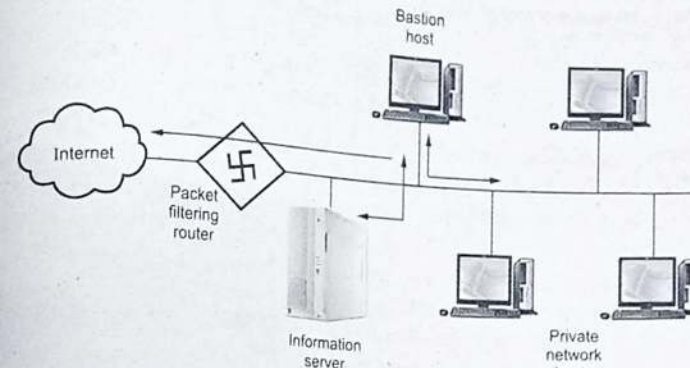 Bastion
host
Internet
Packet
filtering
router
Information
server
Private
network